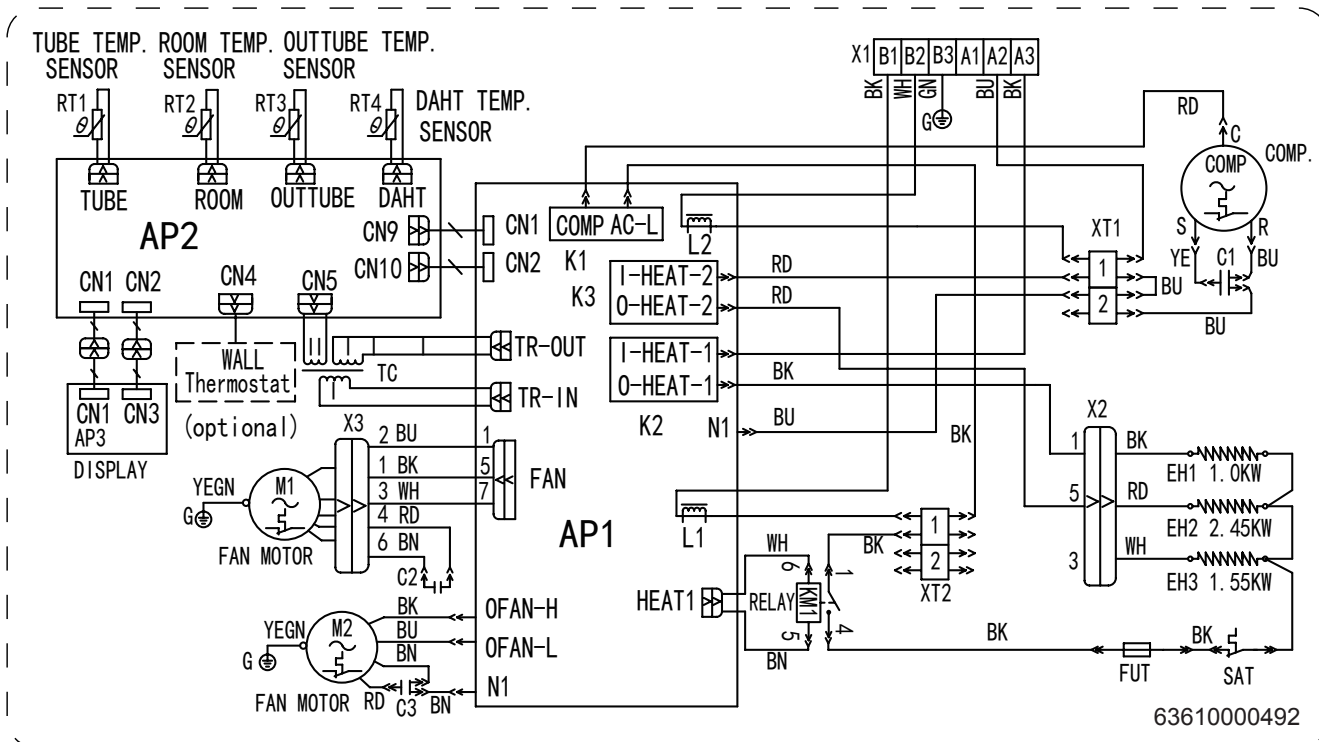 TUBE TEMP. SENSOR
ROOM TEMP. SENSOR
OUTTUBE TEMP. SENSOR
DAHT TEMP. SENSOR
RT1
RT2
RT3
RT4
θ
θ
θ
θ
TUBE
ROOM
OUTTUBE
DAHT
AP2
CN9
CN10
CN1
CN2
CN4
CN5
CN1
CN2
WALL
Thermostat
(optional)
TC
TR-OUT
TR-IN
CN1
CN3
AP3
DISPLAY
X3
2 BU
1 BK
3 WH
4 RD
6 BN
1
5
7
FAN
YEGN
G
M1
FAN MOTOR
C2
YEGN
G
M2
FAN MOTOR
BK
BU
BN
RD
C3
BN
OFAN-H
OFAN-L
N1
AP1
COMP AC-L
K1
I-HEAT-2
O-HEAT-2
K3
I-HEAT-1
O-HEAT-1
K2
N1
L2
L1
HEAT1
X1
B1
B2
B3
A1
A2
A3
BK
WH
GN
BU
BK
G
RD
RD
BK
BU
BK
RD
C
COMP
COMP.
S
R
YE
C1
BU
XT1
1
2
BU
BU
X2
1
5
3
BK
RD
WH
EH1 1.0KW
EH2 2.45KW
EH3 1.55KW
XT2
1
2
BK
WH
6
1
RELAY
KM1
5
4
BN
BK
FUT
BK
SAT
63610000492